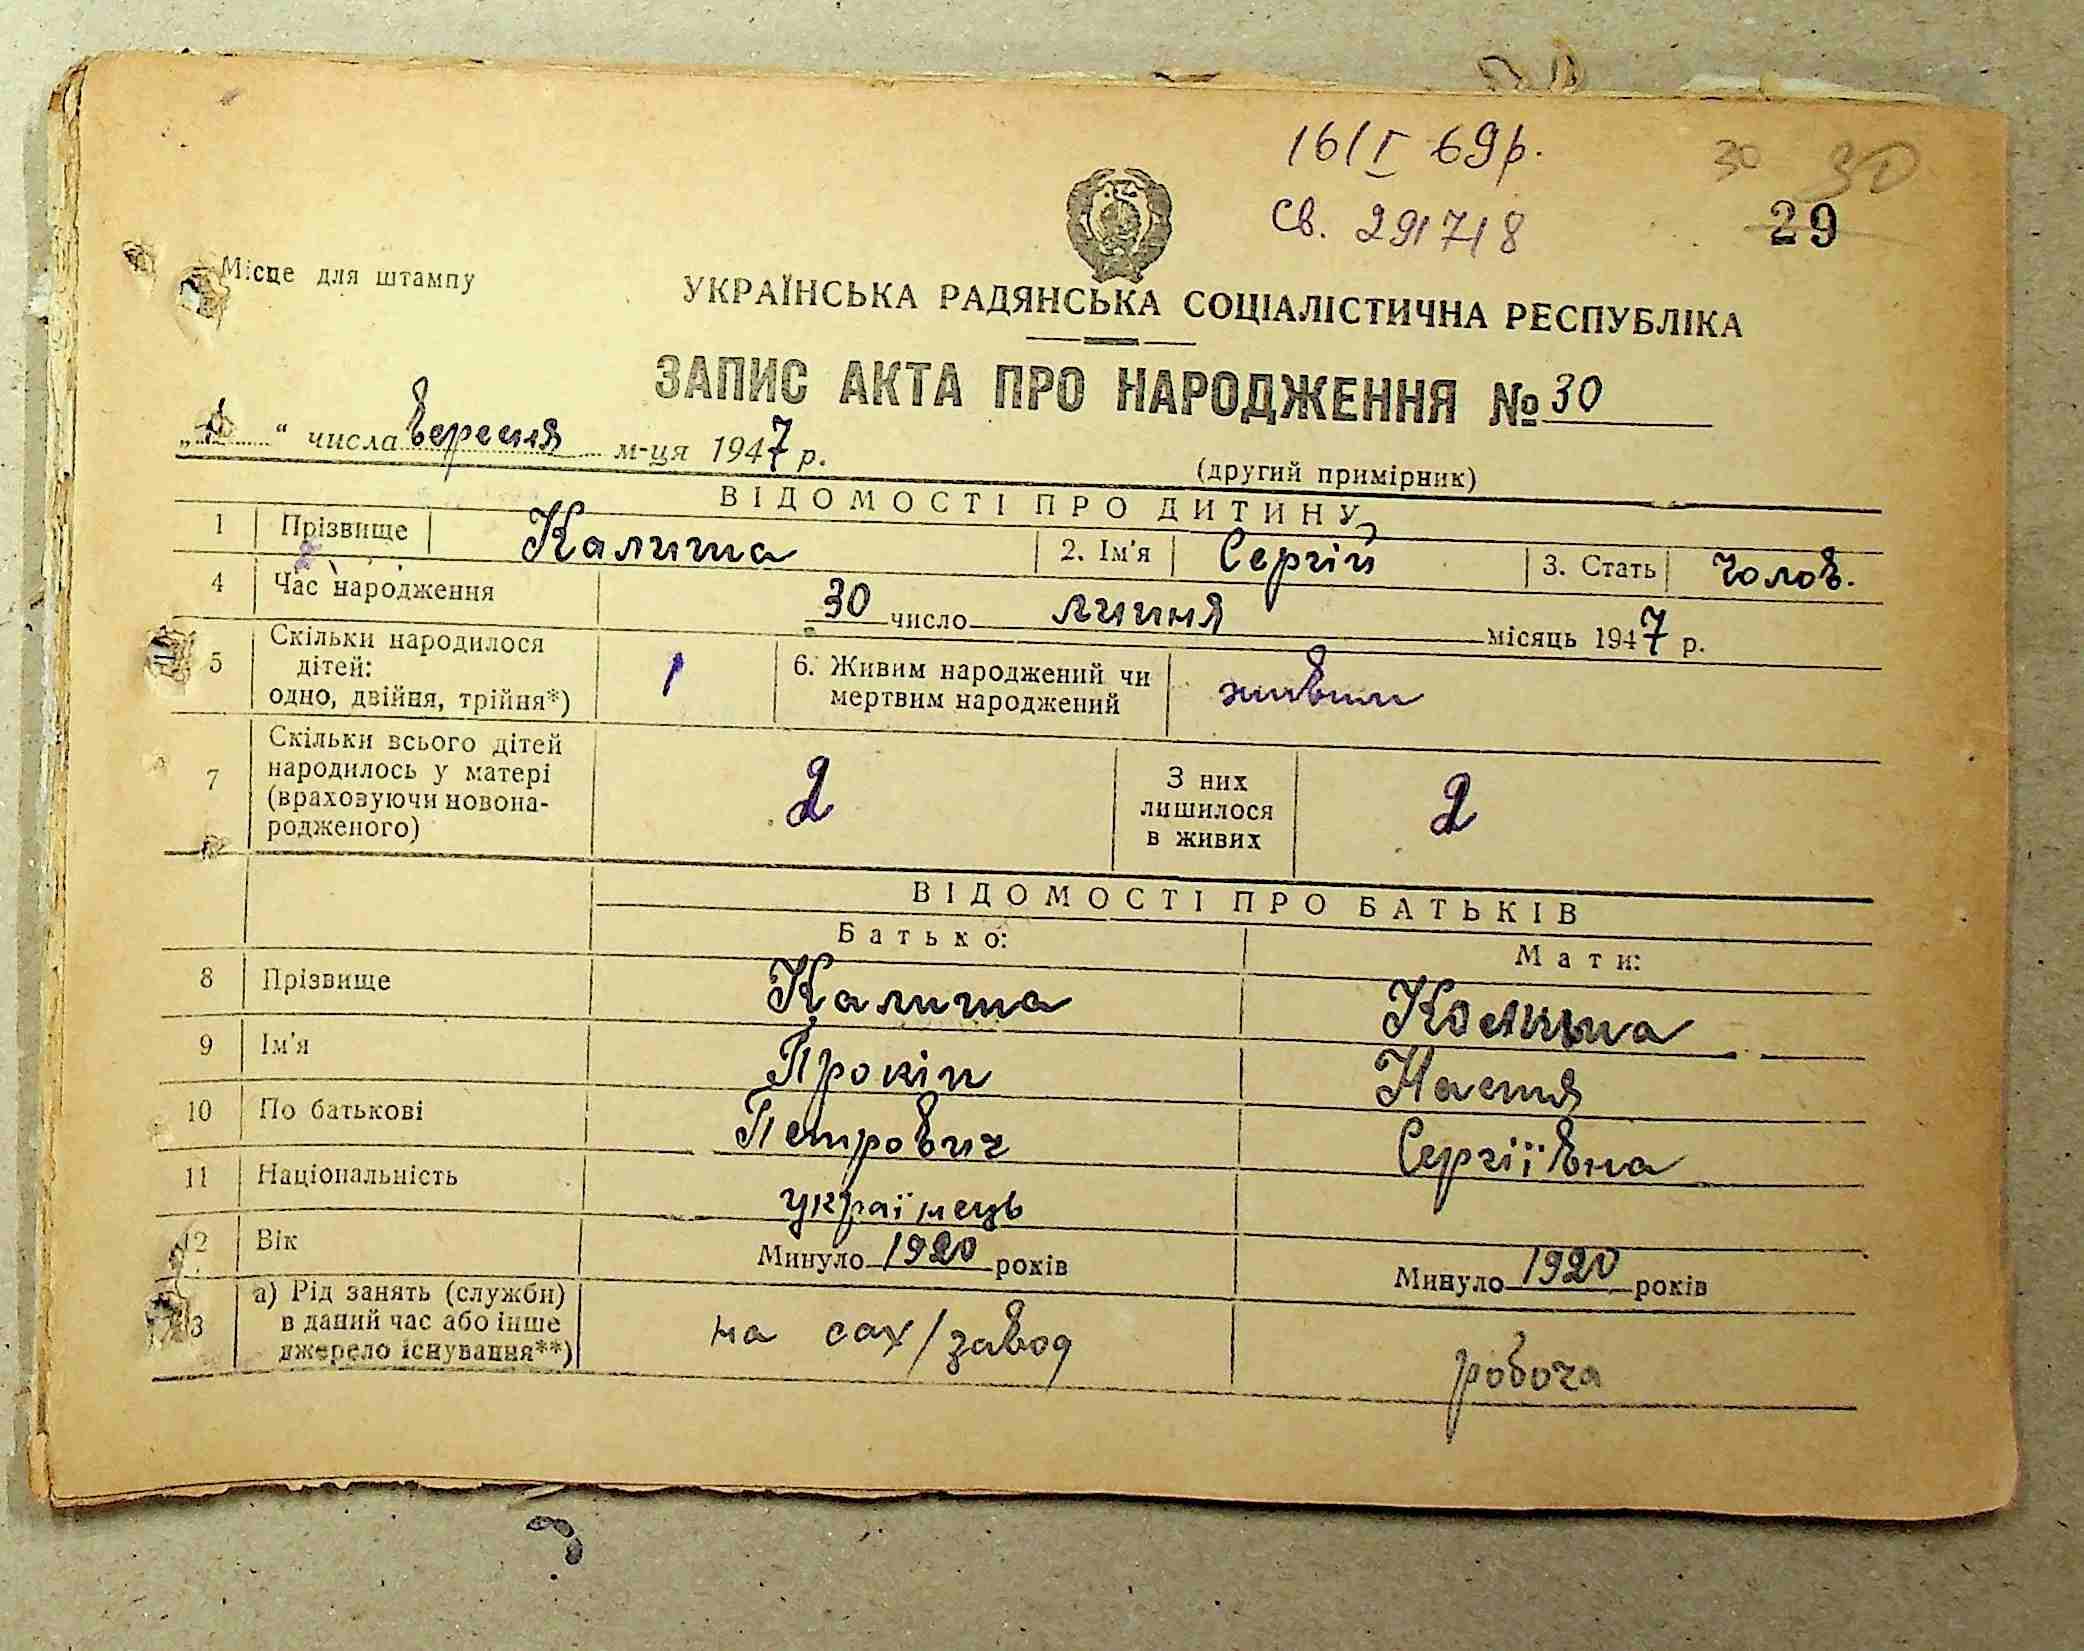 161I 69р.
30 30
Св. 291718
29
Місце для штампу
УКРАЇНСЬКА РАДЯНСЬКА СОЦІАЛІСТИЧНА РЕСПУБЛІКА
ЗАПИС АКТА ПРО НАРОДЖЕННЯ № 30
„ “ числа вересня м-ця 1947 р.
(другий примірник)
ВІДОМОСТІ ПРО ДИТИНУ
1 Прізвище Калита 2. Ім'я Сергій 3. Стать Чолов.
4 Час народження 30 число липня місяць 1947 р.
5 Скільки народилося
дітей:
одно, двійня, трійня*) 1
6. Живим народжений чи
мертвим народжений живим
7 Скільки всього дітей
народилось у матері
(враховуючи новона-
родженого) 2
З них
лишилося
в живих 2
ВІДОМОСТІ ПРО БАТЬКІВ
Батько: Мати:
8 Прізвище Калита
9 Ім'я Прокіп Настя
10 По батькові Петрович Сергіївна
11 Національність українець
12 Вік Минуло 1920 років Минуло 1920 років
13 а) Рід занять (служби)
в даний час або інше
джерело існування**) на сах/завод робоча